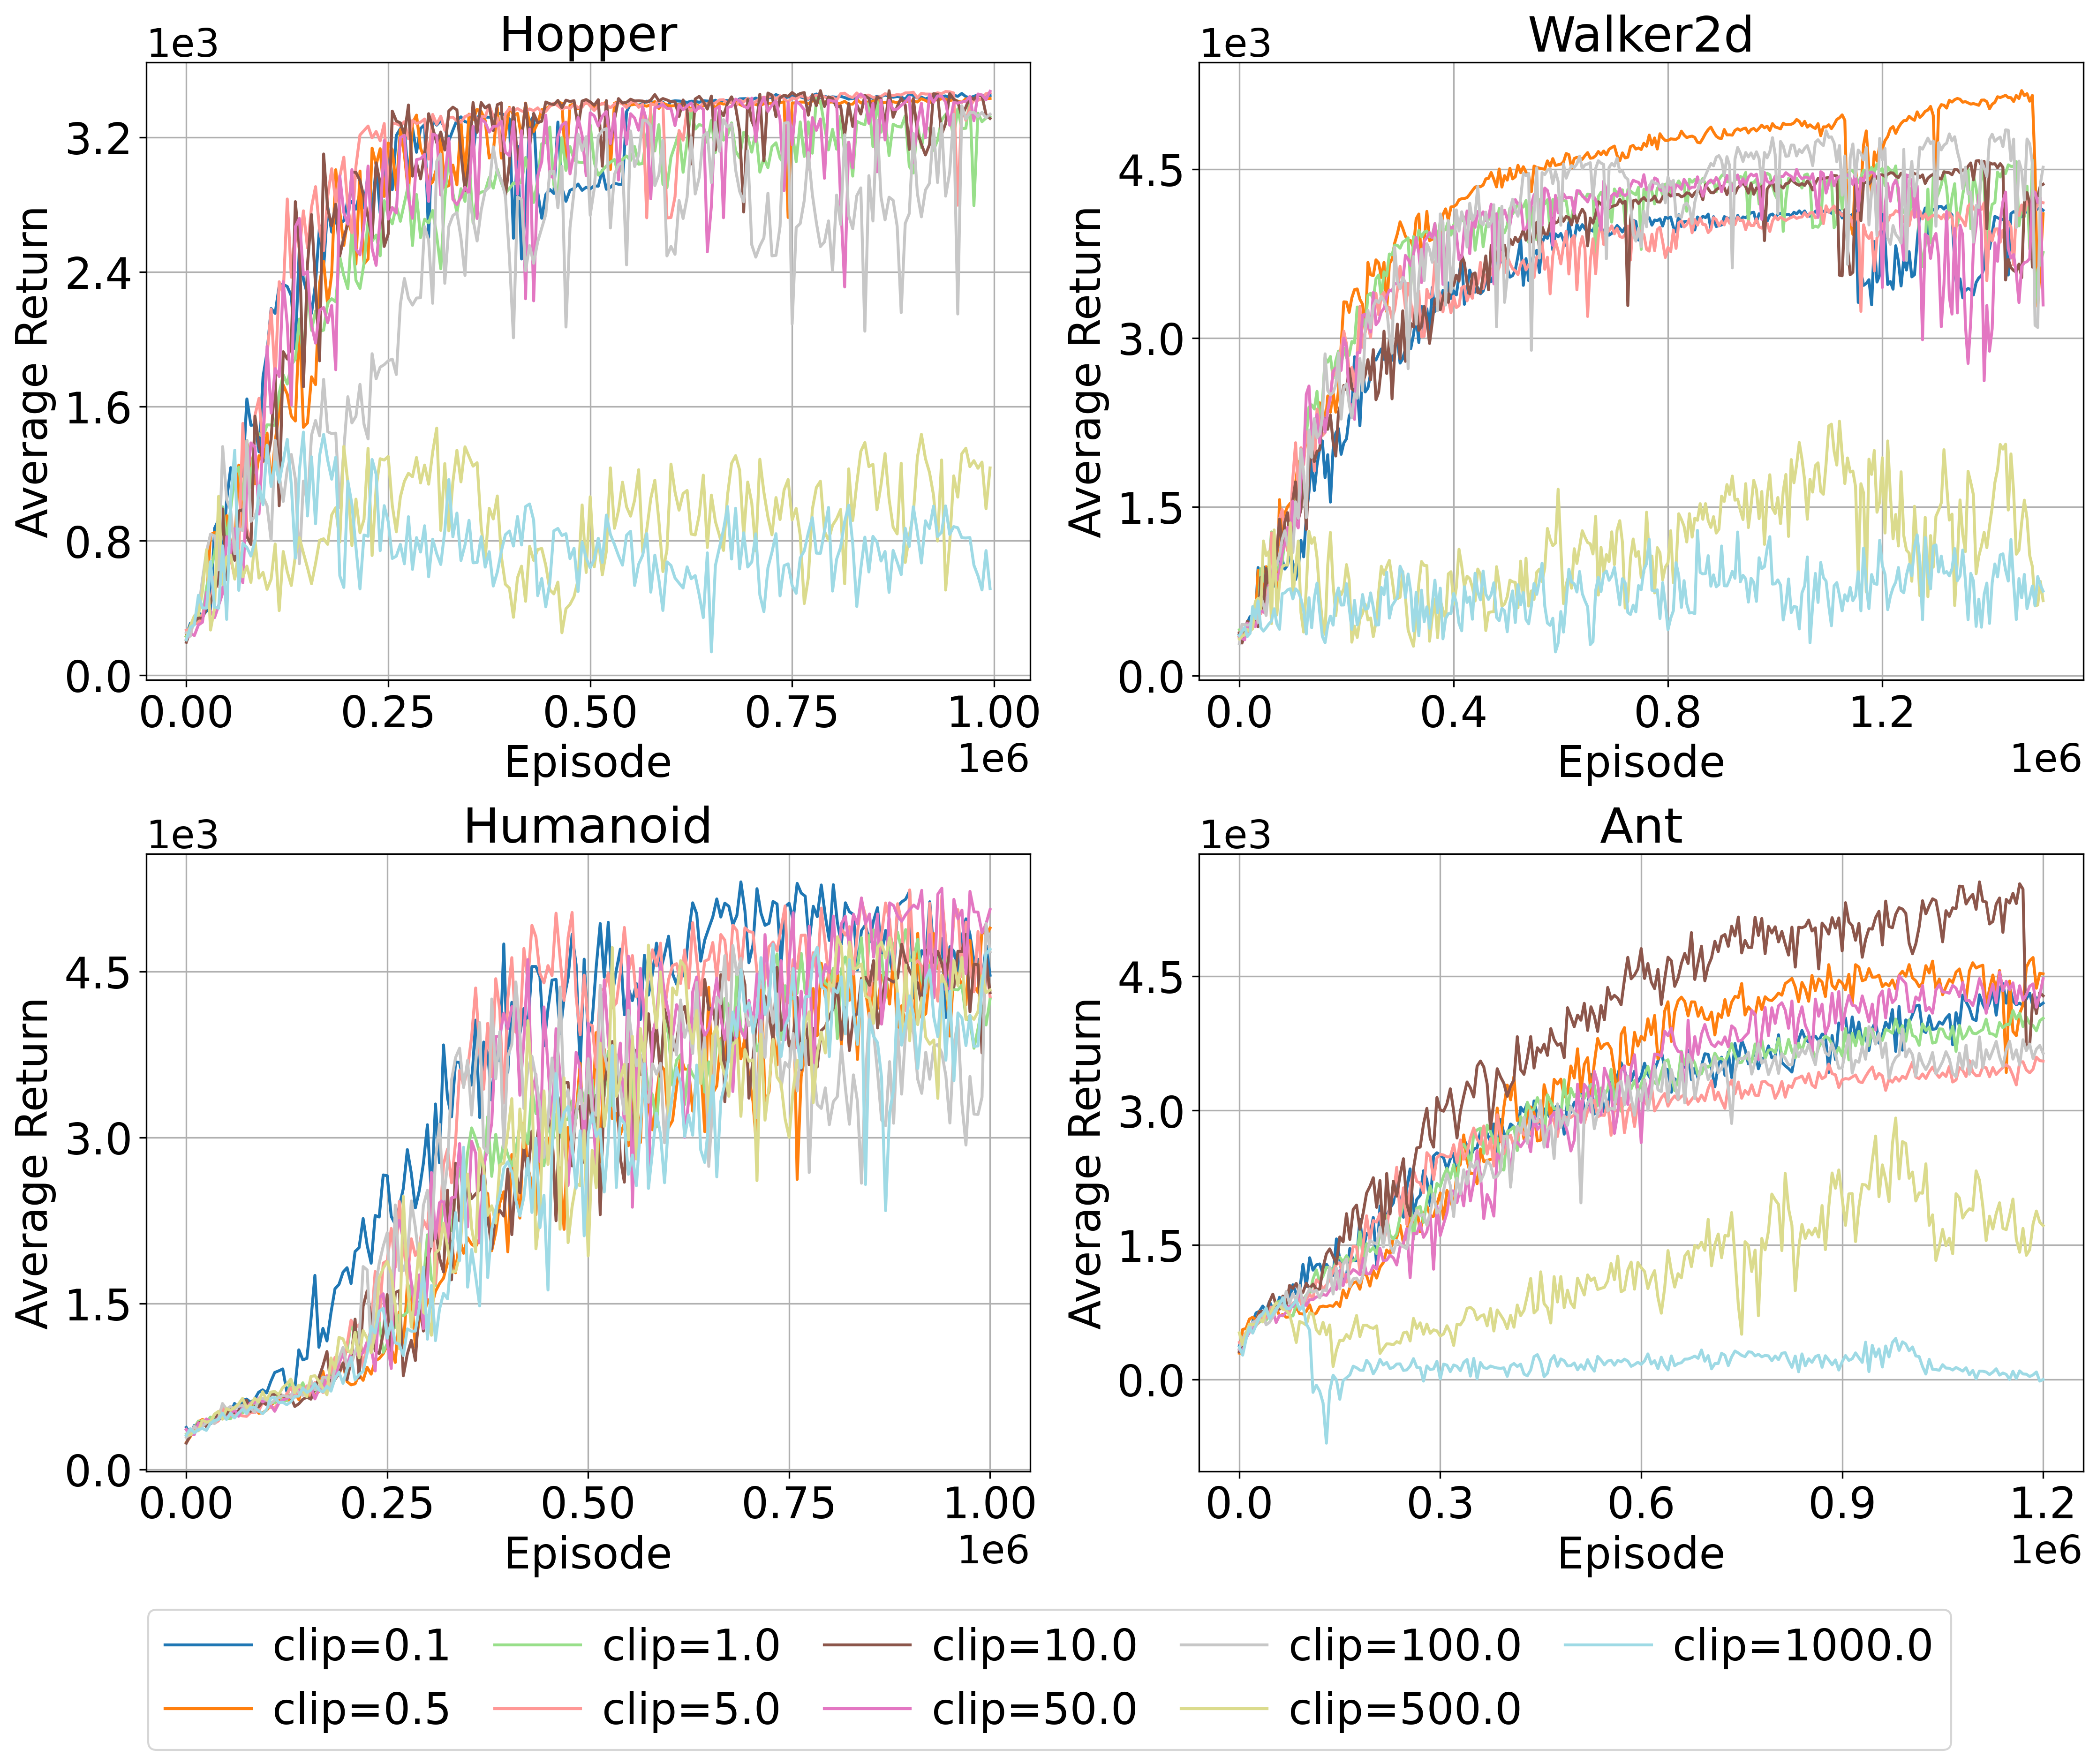 Hopper
1e3
3.2
2.4
1.6
0.8
0.0
Average Return
0.00 0.25 0.50 0.75 1.00
Episode
1e6
Walker2d
1e3
4.5
3.0
1.5
0.0
Average Return
0.0 0.4 0.8 1.2
Episode
1e6
Humanoid
1e3
4.5
3.0
1.5
0.0
Average Return
0.00 0.25 0.50 0.75 1.00
Episode
1e6
Ant
1e3
4.5
3.0
1.5
0.0
Average Return
0.0 0.3 0.6 0.9 1.2
Episode
1e6
clip=0.1 clip=1.0 clip=10.0 clip=100.0 clip=1000.0
clip=0.5 clip=5.0 clip=50.0 clip=500.0